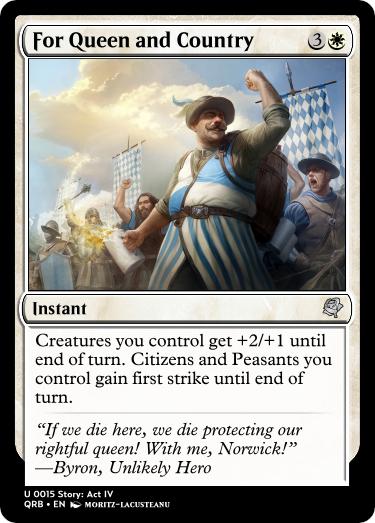 For Queen and Country 3
Instant
Creatures you control get +2/+1 until
end of turn. Citizens and Peasants you
control gain first strike until end of
turn.
“If we die here, we die protecting our
rightful queen! With me, Norwick!”
—Byron, Unlikely Hero
U 0015 Story: Act IV
QRB • EN MORITZ-LACUSTEANU